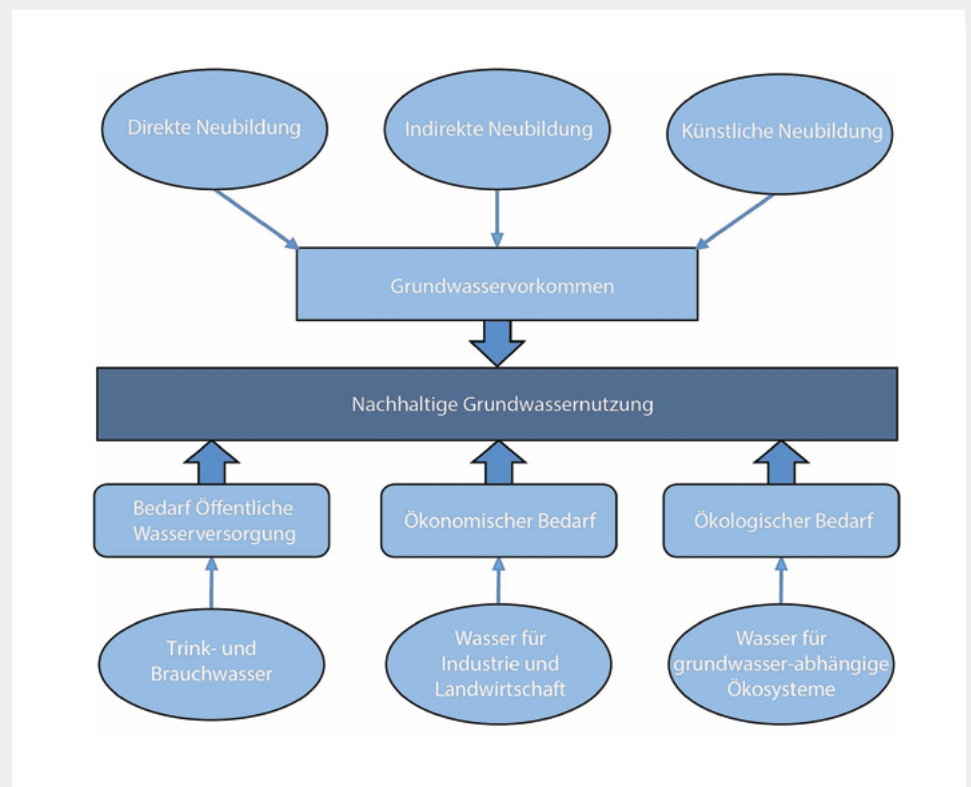 Direkte Neubildung
Indirekte Neubildung
Künstliche Neubildung
Grundwasservorkommen
Nachhaltige Grundwassernutzung
Bedarf Öffentliche
Wasserversorgung
Ökonomischer Bedarf
Ökologischer Bedarf
Trink- und
Brauchwasser
Wasser für
Industrie und
Landwirtschaft
Wasser für
grundwasser-abhängige
Ökosysteme